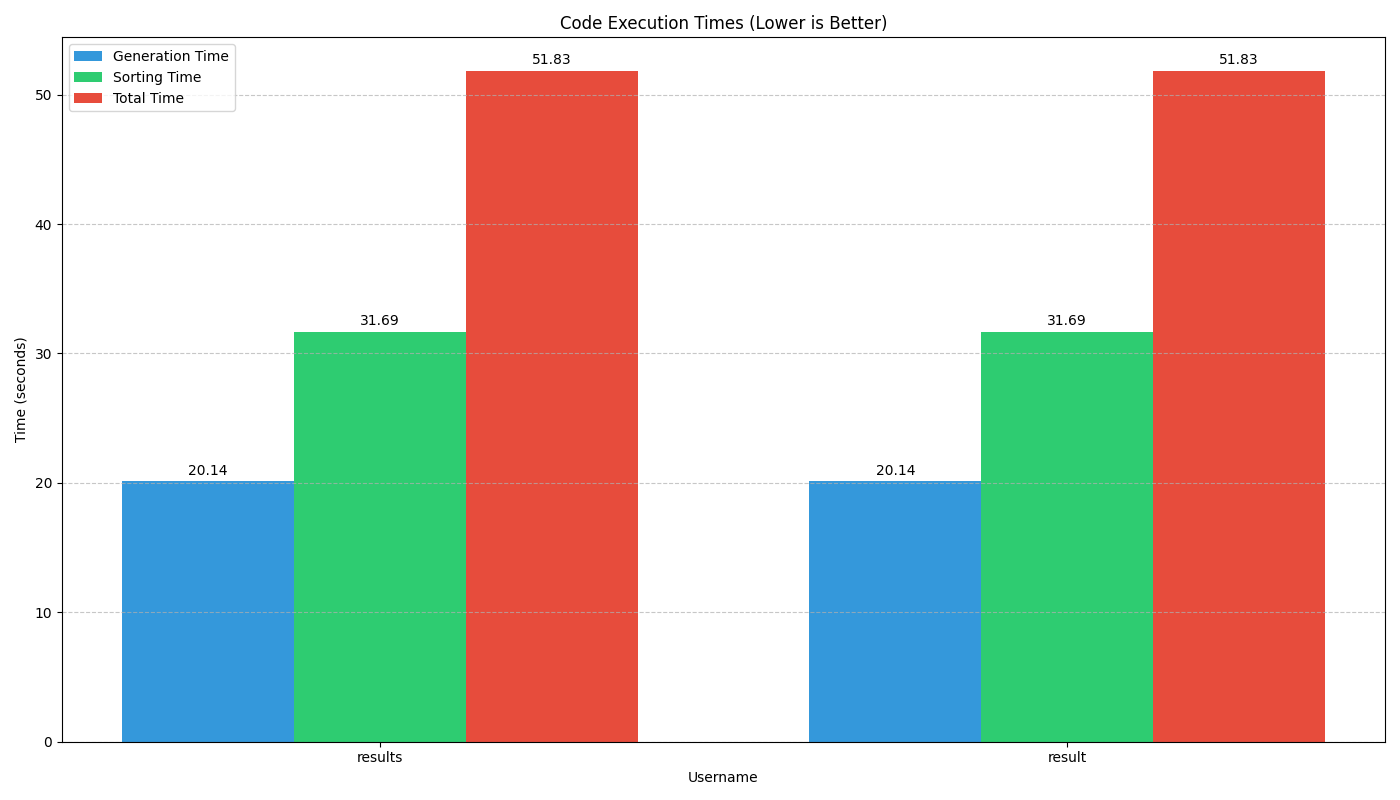 Code Execution Times (Lower is Better)
Generation Time
Sorting Time
Total Time
51.83
51.83
50
40
31.69
31.69
30
20.14
20.14
20
10
0
Time (seconds)
results
result
Username